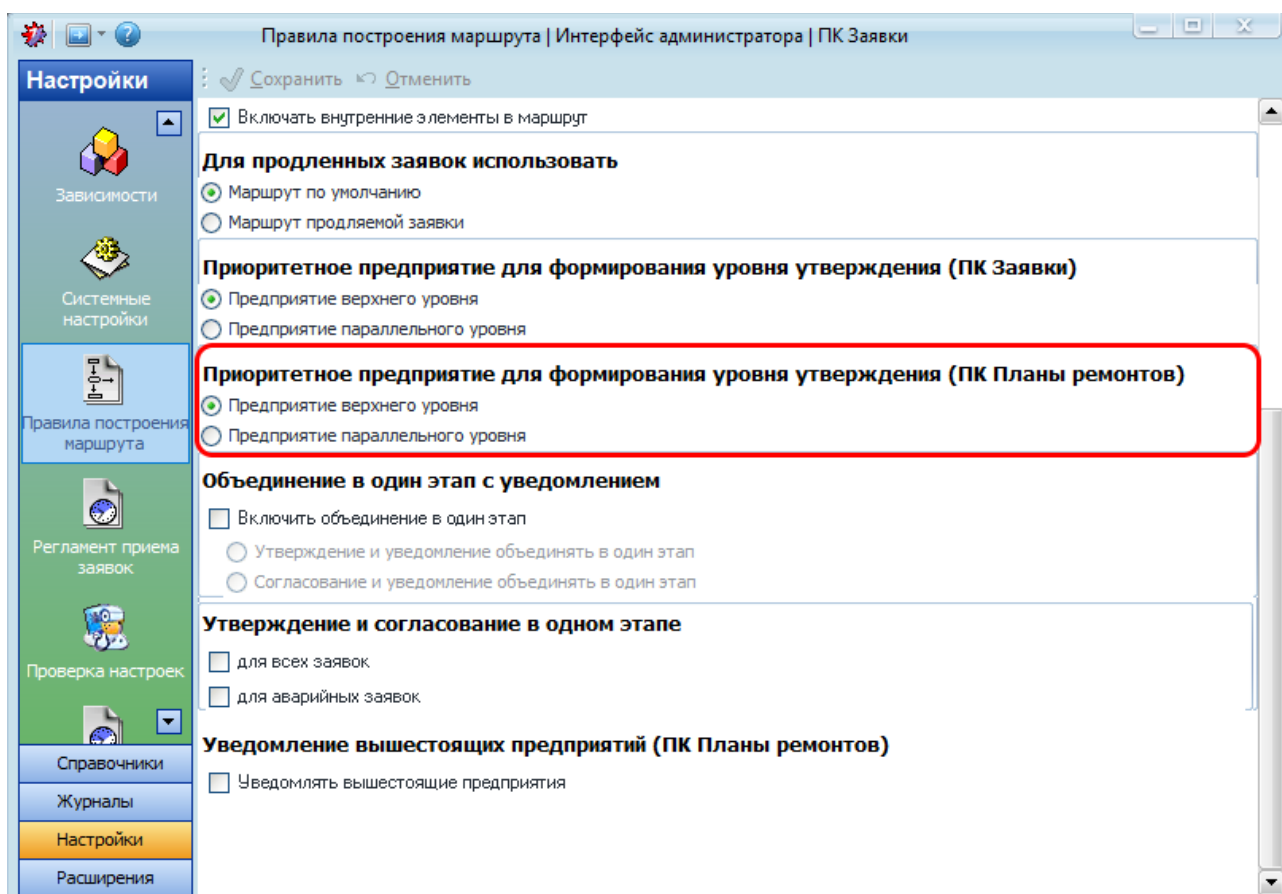 Правила построения маршрута | Интерфейс администратора | ПК Заявки
Настройки
Сохранить Отменить
Зависимости
Системные
настройки
Правила построения
маршрута
Регламент приема
заявок
Проверка настроек
Справочники
Журналы
Настройки
Расширения
Включать внутренние элементы в маршрут
Для продленных заявок использовать
Маршрут по умолчанию
Маршрут продляемой заявки
Приоритетное предприятие для формирования уровня утверждения (ПК Заявки)
Предприятие верхнего уровня
Предприятие параллельного уровня
Приоритетное предприятие для формирования уровня утверждения (ПК Планы ремонтов)
Предприятие верхнего уровня
Предприятие параллельного уровня
Объединение в один этап с уведомлением
Включить объединение в один этап
Утверждение и уведомление объединять в один этап
Согласование и уведомление объединять в один этап
Утверждение и согласование в одном этапе
для всех заявок
для аварийных заявок
Уведомление вышестоящих предприятий (ПК Планы ремонтов)
Уведомлять вышестоящие предприятия